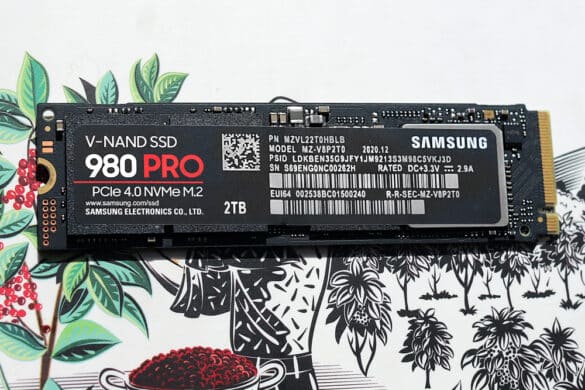 V-NAND SSD
980 PRO
PCIe 4.0 NVMe M.2
www.samsung.com/ssd
SAMSUNG ELECTRONICS CO., LTD.
2TB
PN MZVL22T0HBLB
MODEL MZ-V8P2T0 2020.12
PSID LDKBEN35G9JFY1JM921353M98C5VKJ3D
SN S69ENG0NC00262H RATED DC+3.3V 2.9A
EUI64 002538BC01500240 R-R-SEC-MZ-V8P2T0
SAMSUNG